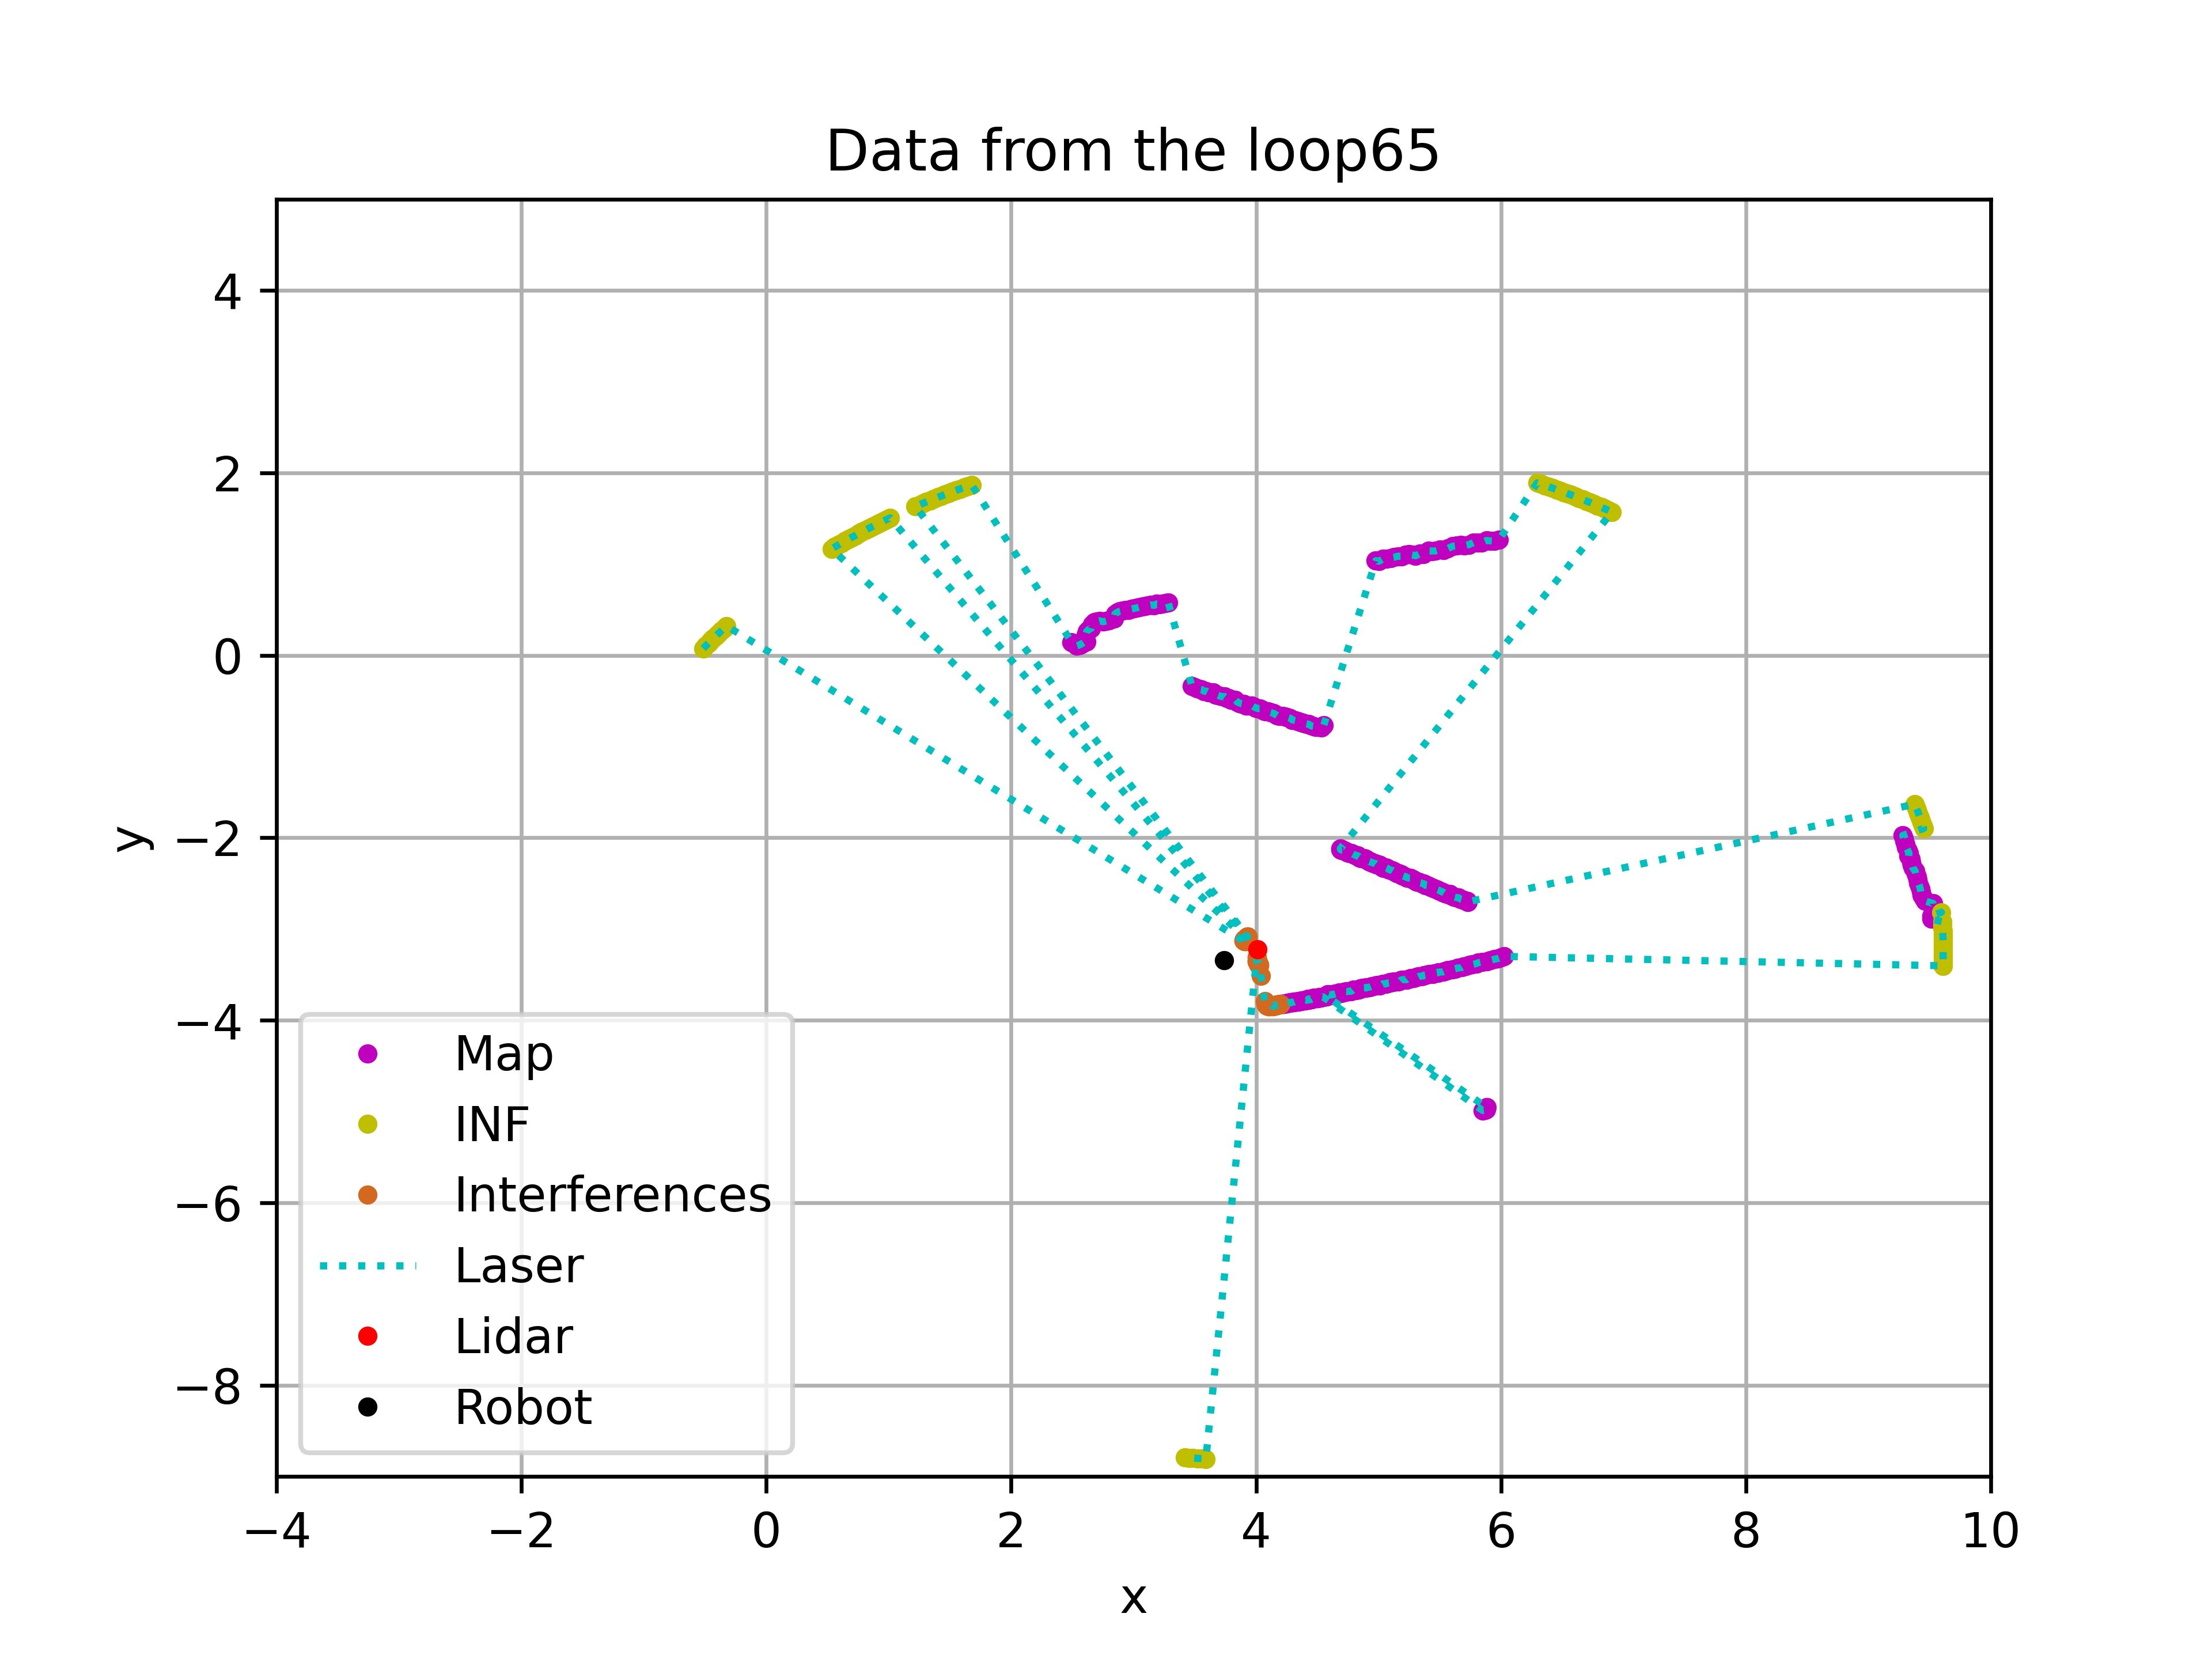 Data from the loop65
4
2
0
−2
−4
−6
−8
y
−4
−2
0
2
4
6
8
10
x
Map
INF
Interferences
Laser
Lidar
Robot